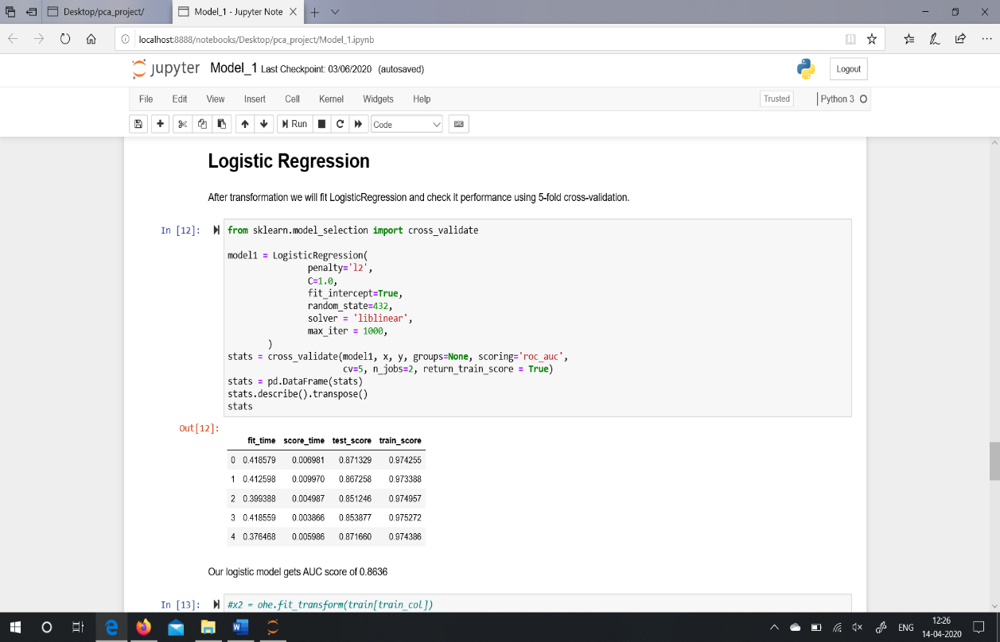 Desktop/pca_project/
Model_1 - Jupyter Note
localhost:8888/notebooks/Desktop/pca_project/Model_1.ipynb
jupyter Model_1 Last Checkpoint: 03/06/2020 (autosaved)
Logout
File Edit View Insert Cell Kernel Widgets Help
Trusted
Python 3
Run
Code
Logistic Regression
After transformation we will fit LogisticRegression and check it performance using 5-fold cross-validation.
In [12]:
from sklearn.model_selection import cross_validate
model1 = LogisticRegression(
penalty='l2',
C=1.0,
fit_intercept=True,
random_state=432,
solver = 'liblinear',
max_iter = 1000,
)
stats = cross_validate(model1, x, y, groups=None, scoring='roc_auc',
cv=5, n_jobs=2, return_train_score = True)
stats = pd.DataFrame(stats)
stats.describe().transpose()
stats
Out[12]:
fit_time score_time test_score train_score
0 0.418579 0.006981 0.871329 0.974255
1 0.412598 0.009970 0.867258 0.973388
2 0.399388 0.004987 0.851246 0.974957
3 0.418559 0.003866 0.853877 0.975272
4 0.376468 0.005986 0.871660 0.974386
Our logistic model gets AUC score of 0.8636
In [13]:
#x2 = ohe.fit_transform(train[train_col])
ENG
12:26
14-04-2020